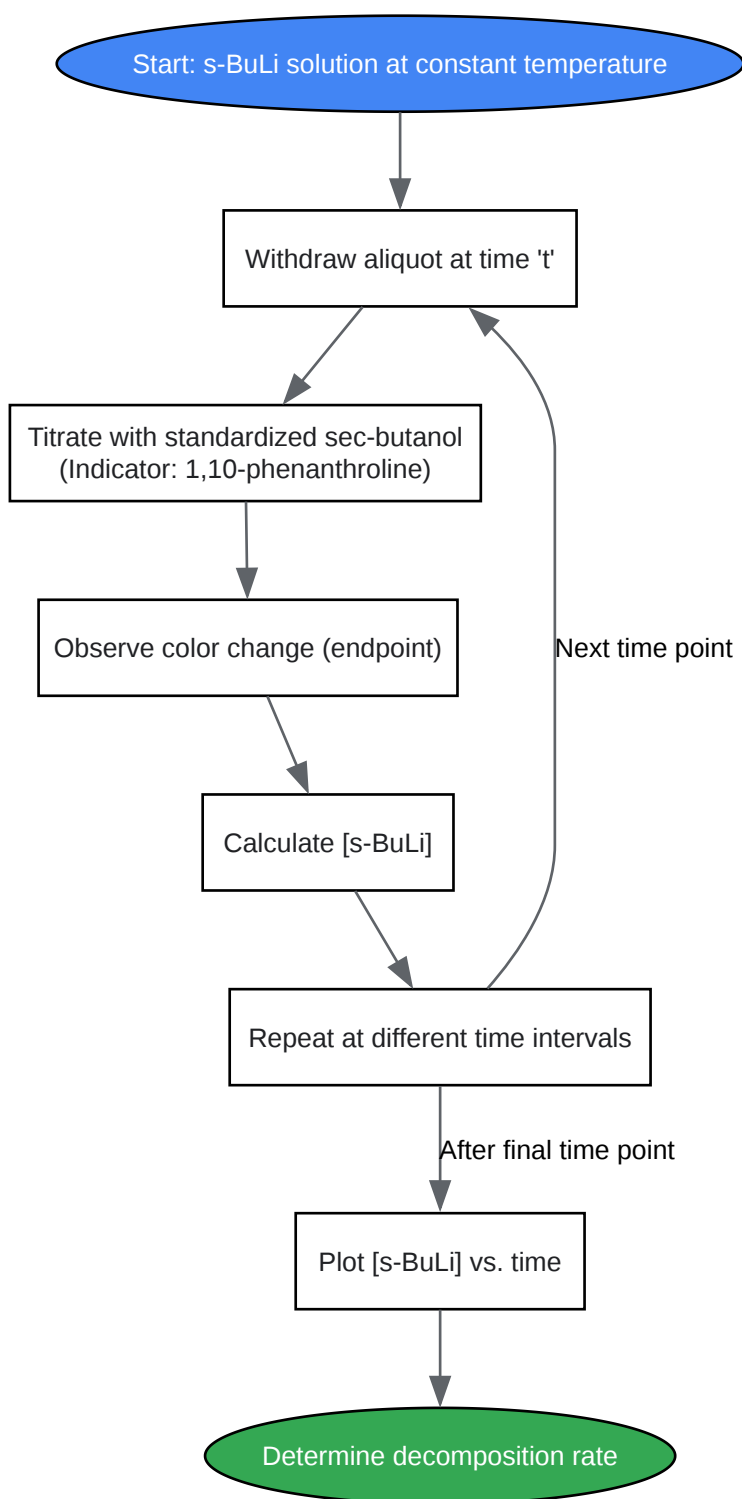 Start: s-BuLi solution at constant temperature
Withdraw aliquot at time 't'
Titrate with standardized sec-butanol
(Indicator: 1,10-phenanthroline)
Observe color change (endpoint)
Next time point
Calculate [s-BuLi]
Repeat at different time intervals
After final time point
Plot [s-BuLi] vs. time
Determine decomposition rate